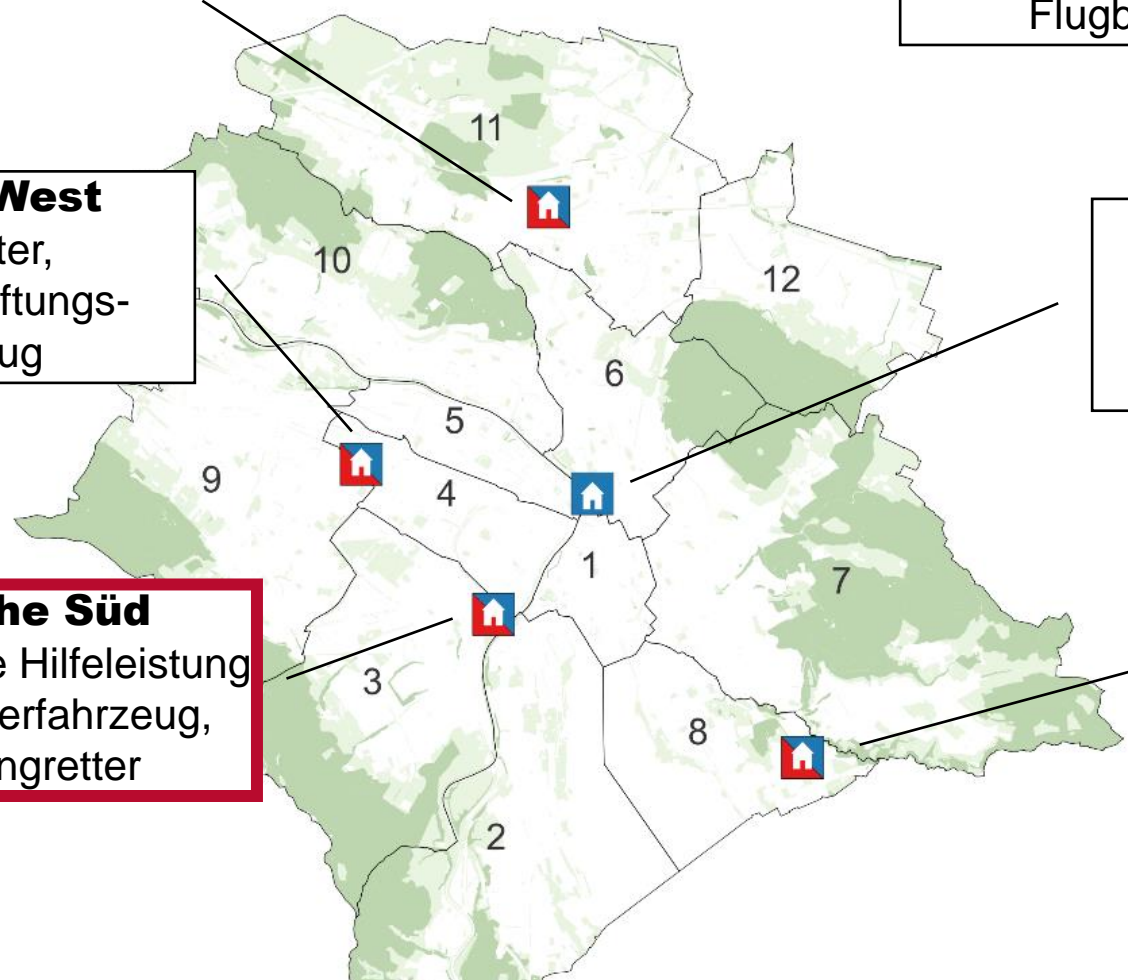 Flugb
11
West
ter,
ftungs-
ug
10
12
6
5
9
4
1
7
he Süd
e Hilfeleistung
erfahrzeug,
ngretter
3
8
2